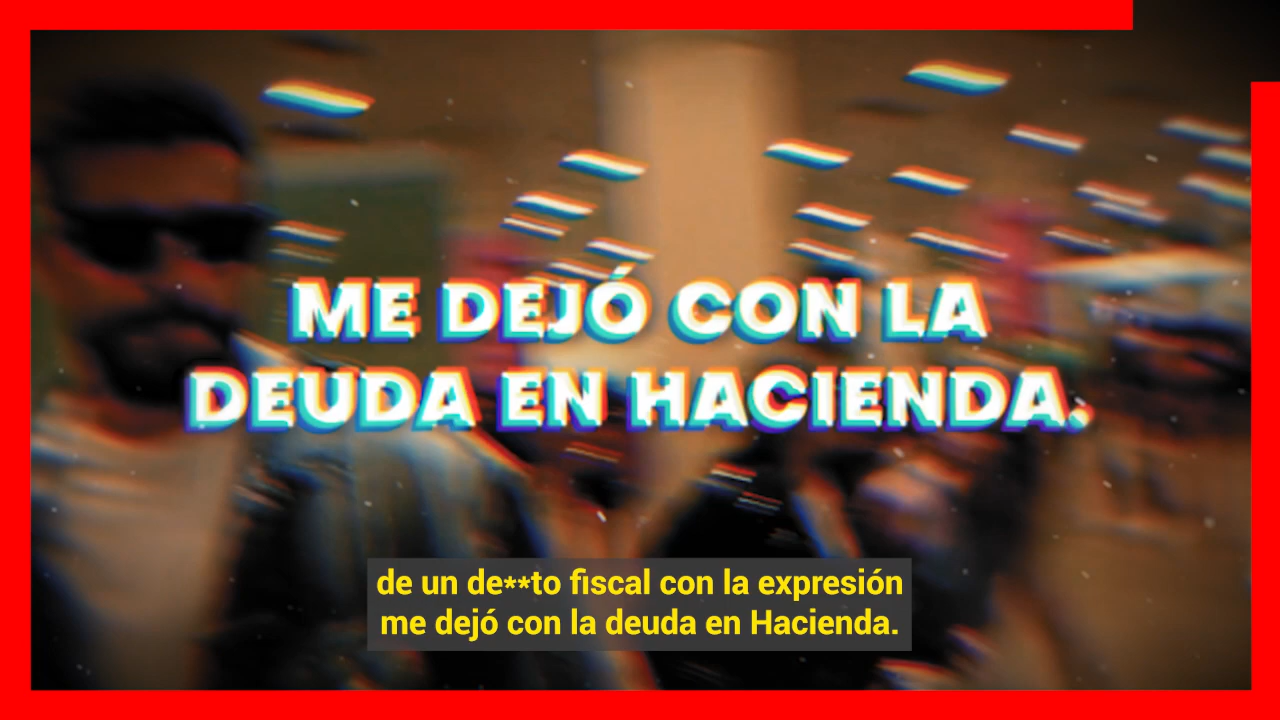 ME DEJÓ CON LA
DEUDA EN HACIENDA.
de un de**to fiscal con la expresión
me dejó con la deuda en Hacienda.